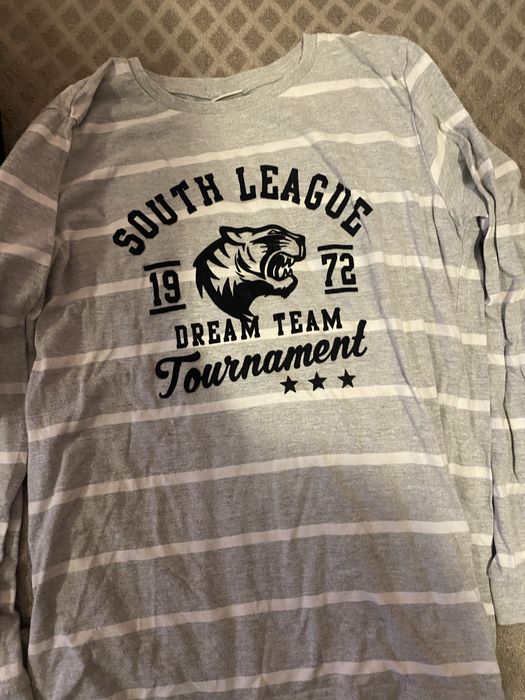 SOUTH LEAGUE
19 72
DREAM TEAM
Tournament